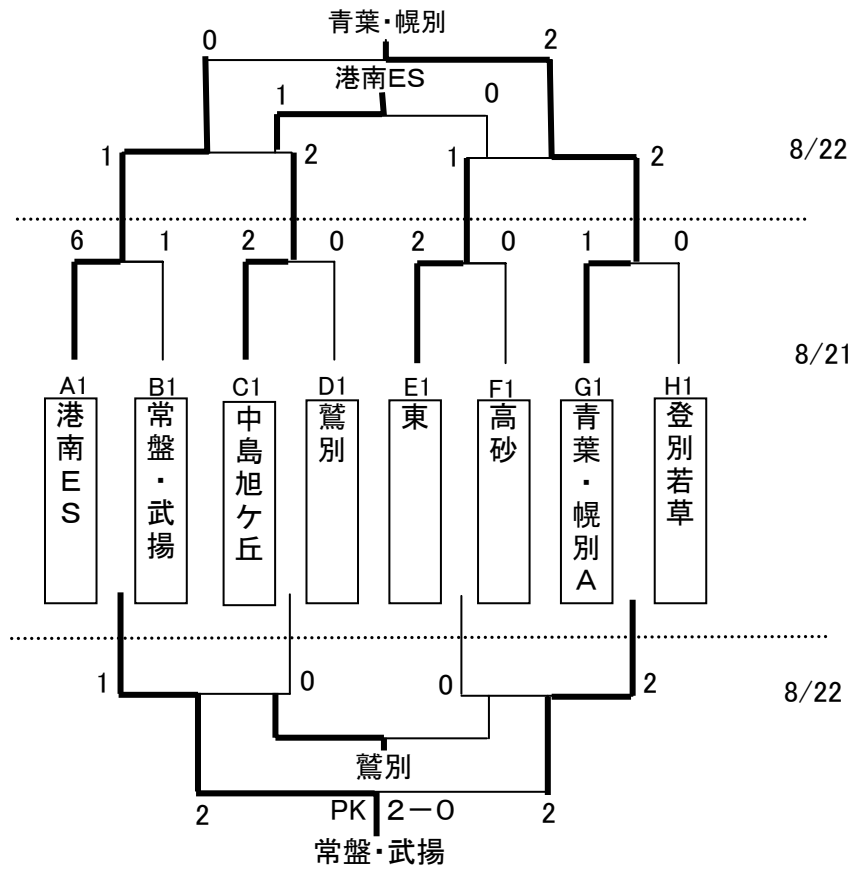 青葉・幌別
0 2
港南ES
1 0
1 2 1 2 8/22
6 1 2 0 2 0 1 0
8/21
A1 B1 C1 D1 E1 F1 G1 H1
港南ES
常盤・武揚
中島旭ケ丘
鷲別
東
高砂
青葉・幌別A
登別若草
1 0 0 2 8/22
鷲別
2 PK 2-0 2
常盤・武揚